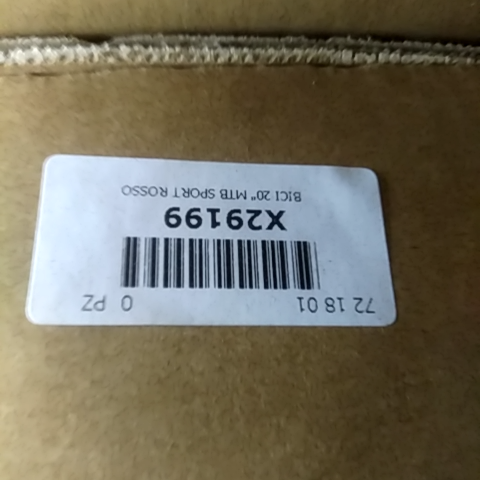 72 18 01 0 PZ
X29199
BICI 20" MTB SPORT ROSSO